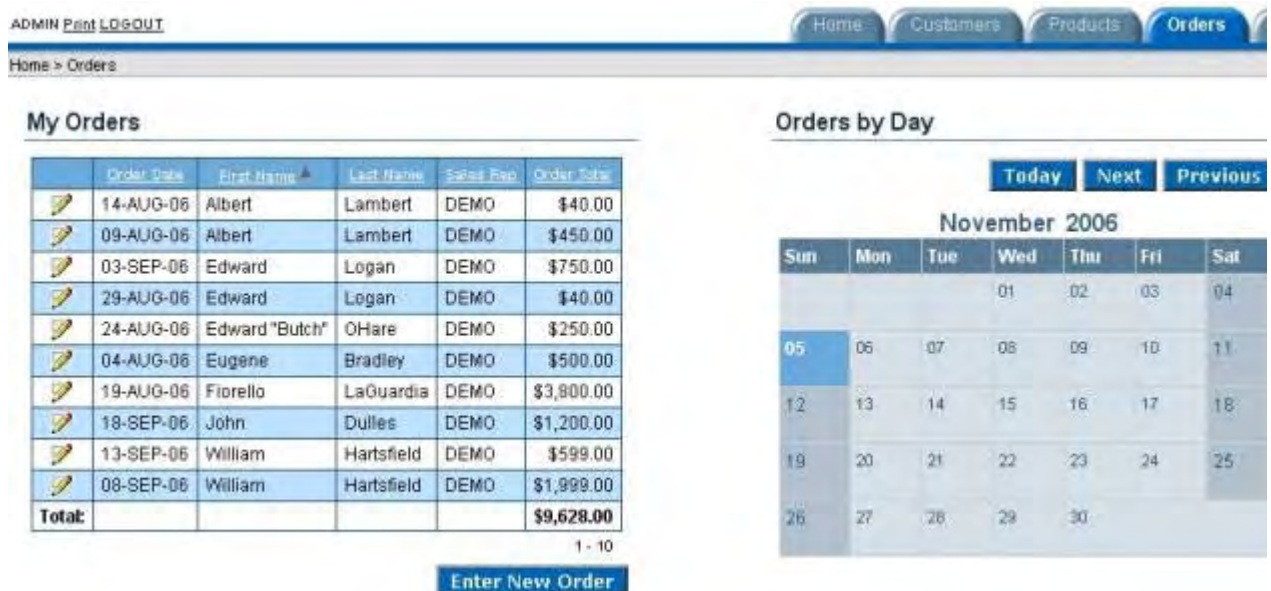 ADMIN Print LOGOUT
Home Customers Products Orders
Home > Orders
My Orders
Order Date First Name Last Name Sales Rep Order Total
14-AUG-06 Albert Lambert DEMO $40.00
09-AUG-06 Albert Lambert DEMO $450.00
03-SEP-06 Edward Logan DEMO $750.00
29-AUG-06 Edward Logan DEMO $40.00
24-AUG-06 Edward "Butch" OHare DEMO $250.00
04-AUG-06 Eugene Bradley DEMO $500.00
19-AUG-06 Fiorello LaGuardia DEMO $3,800.00
18-SEP-06 John Dulles DEMO $1,200.00
13-SEP-06 William Hartsfield DEMO $599.00
08-SEP-06 William Hartsfield DEMO $1,999.00
Total: $9,628.00
1 - 10
Enter New Order
Orders by Day
Today Next Previous
November 2006
Sun Mon Tue Wed Thu Fri Sat
01 02 03 04
05 06 07 08 09 10 11
12 13 14 15 16 17 18
19 20 21 22 23 24 25
26 27 28 29 30